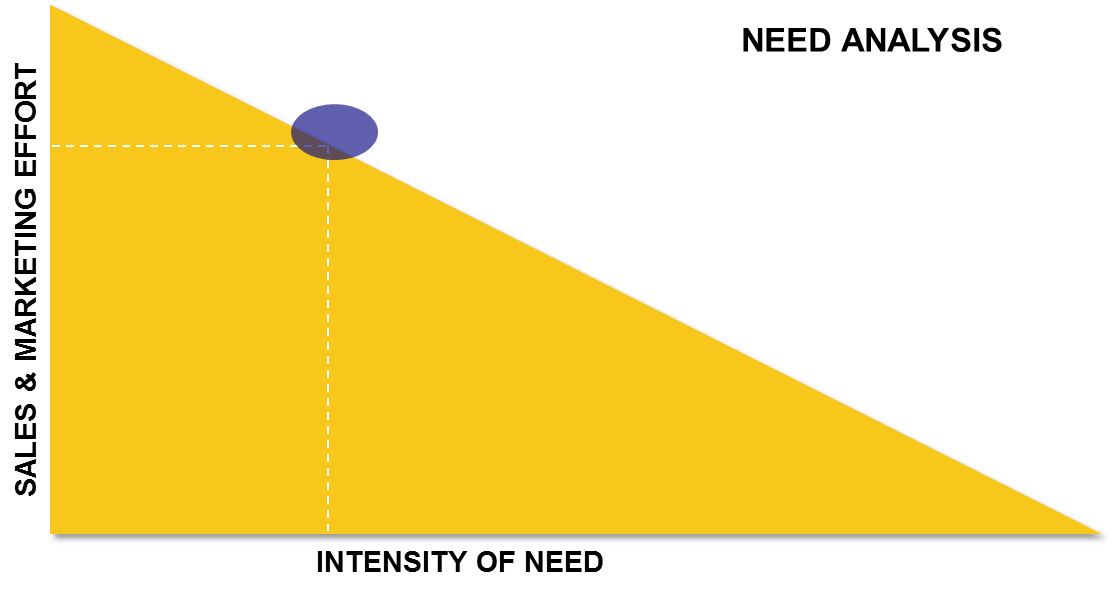 NEED ANALYSIS
SALES & MARKETING EFFORT
INTENSITY OF NEED